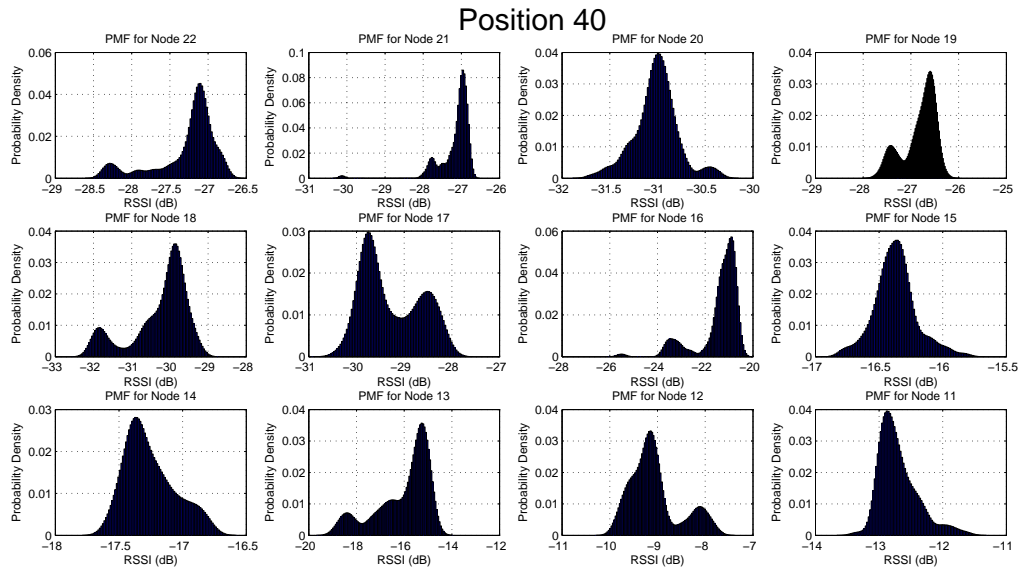 Position 40
PMF for Node 22
Probability Density
0.06
0.04
0.02
0
−29 −28.5 −28 −27.5 −27 −26.5
RSSI (dB)
PMF for Node 21
Probability Density
0.1
0.08
0.06
0.04
0.02
0
−31 −30 −29 −28 −27 −26
RSSI (dB)
PMF for Node 20
Probability Density
0.04
0.03
0.02
0.01
0
−32 −31.5 −31 −30.5 −30
RSSI (dB)
PMF for Node 19
Probability Density
0.04
0.03
0.02
0.01
0
−29 −28 −27 −26 −25
RSSI (dB)
PMF for Node 18
Probability Density
0.04
0.03
0.02
0.01
0
−33 −32 −31 −30 −29 −28
RSSI (dB)
PMF for Node 17
Probability Density
0.03
0.02
0.01
0
−31 −30 −29 −28 −27
RSSI (dB)
PMF for Node 16
Probability Density
0.06
0.04
0.02
0
−28 −26 −24 −22 −20
RSSI (dB)
PMF for Node 15
Probability Density
0.04
0.03
0.02
0.01
0
−17 −16.5 −16 −15.5
RSSI (dB)
PMF for Node 14
Probability Density
0.03
0.02
0.01
0
−18 −17.5 −17 −16.5
RSSI (dB)
PMF for Node 13
Probability Density
0.04
0.03
0.02
0.01
0
−20 −18 −16 −14 −12
RSSI (dB)
PMF for Node 12
Probability Density
0.04
0.03
0.02
0.01
0
−11 −10 −9 −8 −7
RSSI (dB)
PMF for Node 11
Probability Density
0.04
0.03
0.02
0.01
0
−14 −13 −12 −11
RSSI (dB)